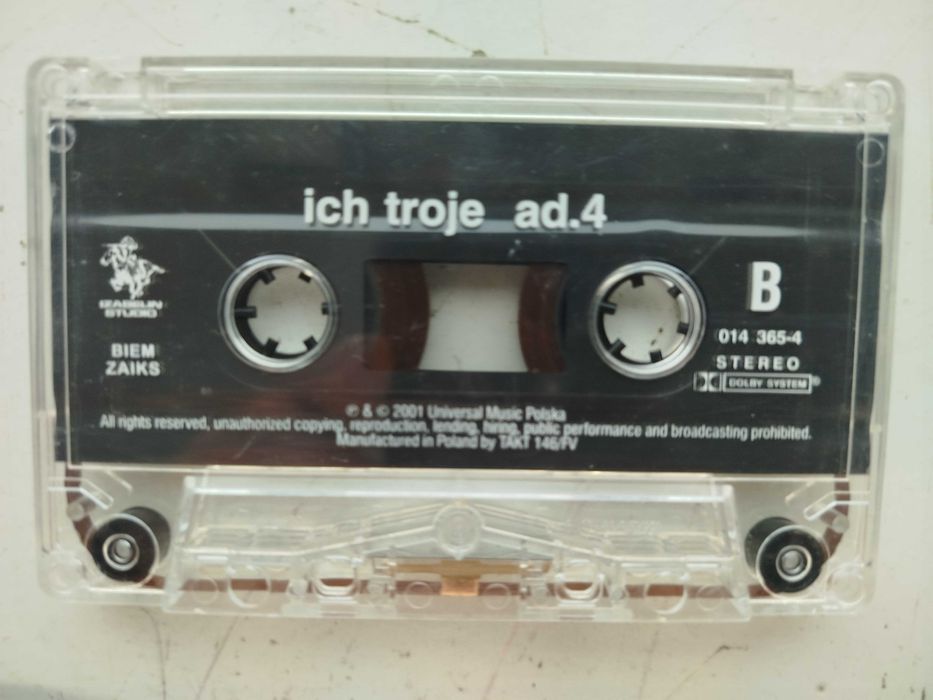 ich troje ad.4
IZABELIN
STUDIO
BIEM
ZAIKS
B
014 365-4
STEREO
DOLBY SYSTEM®
℗ & © 2001 Universal Music Polska
All rights reserved, unauthorized copying, reproduction, lending, hiring, public performance and broadcasting prohibited.
Manufactured in Poland by TAKT 146/FV